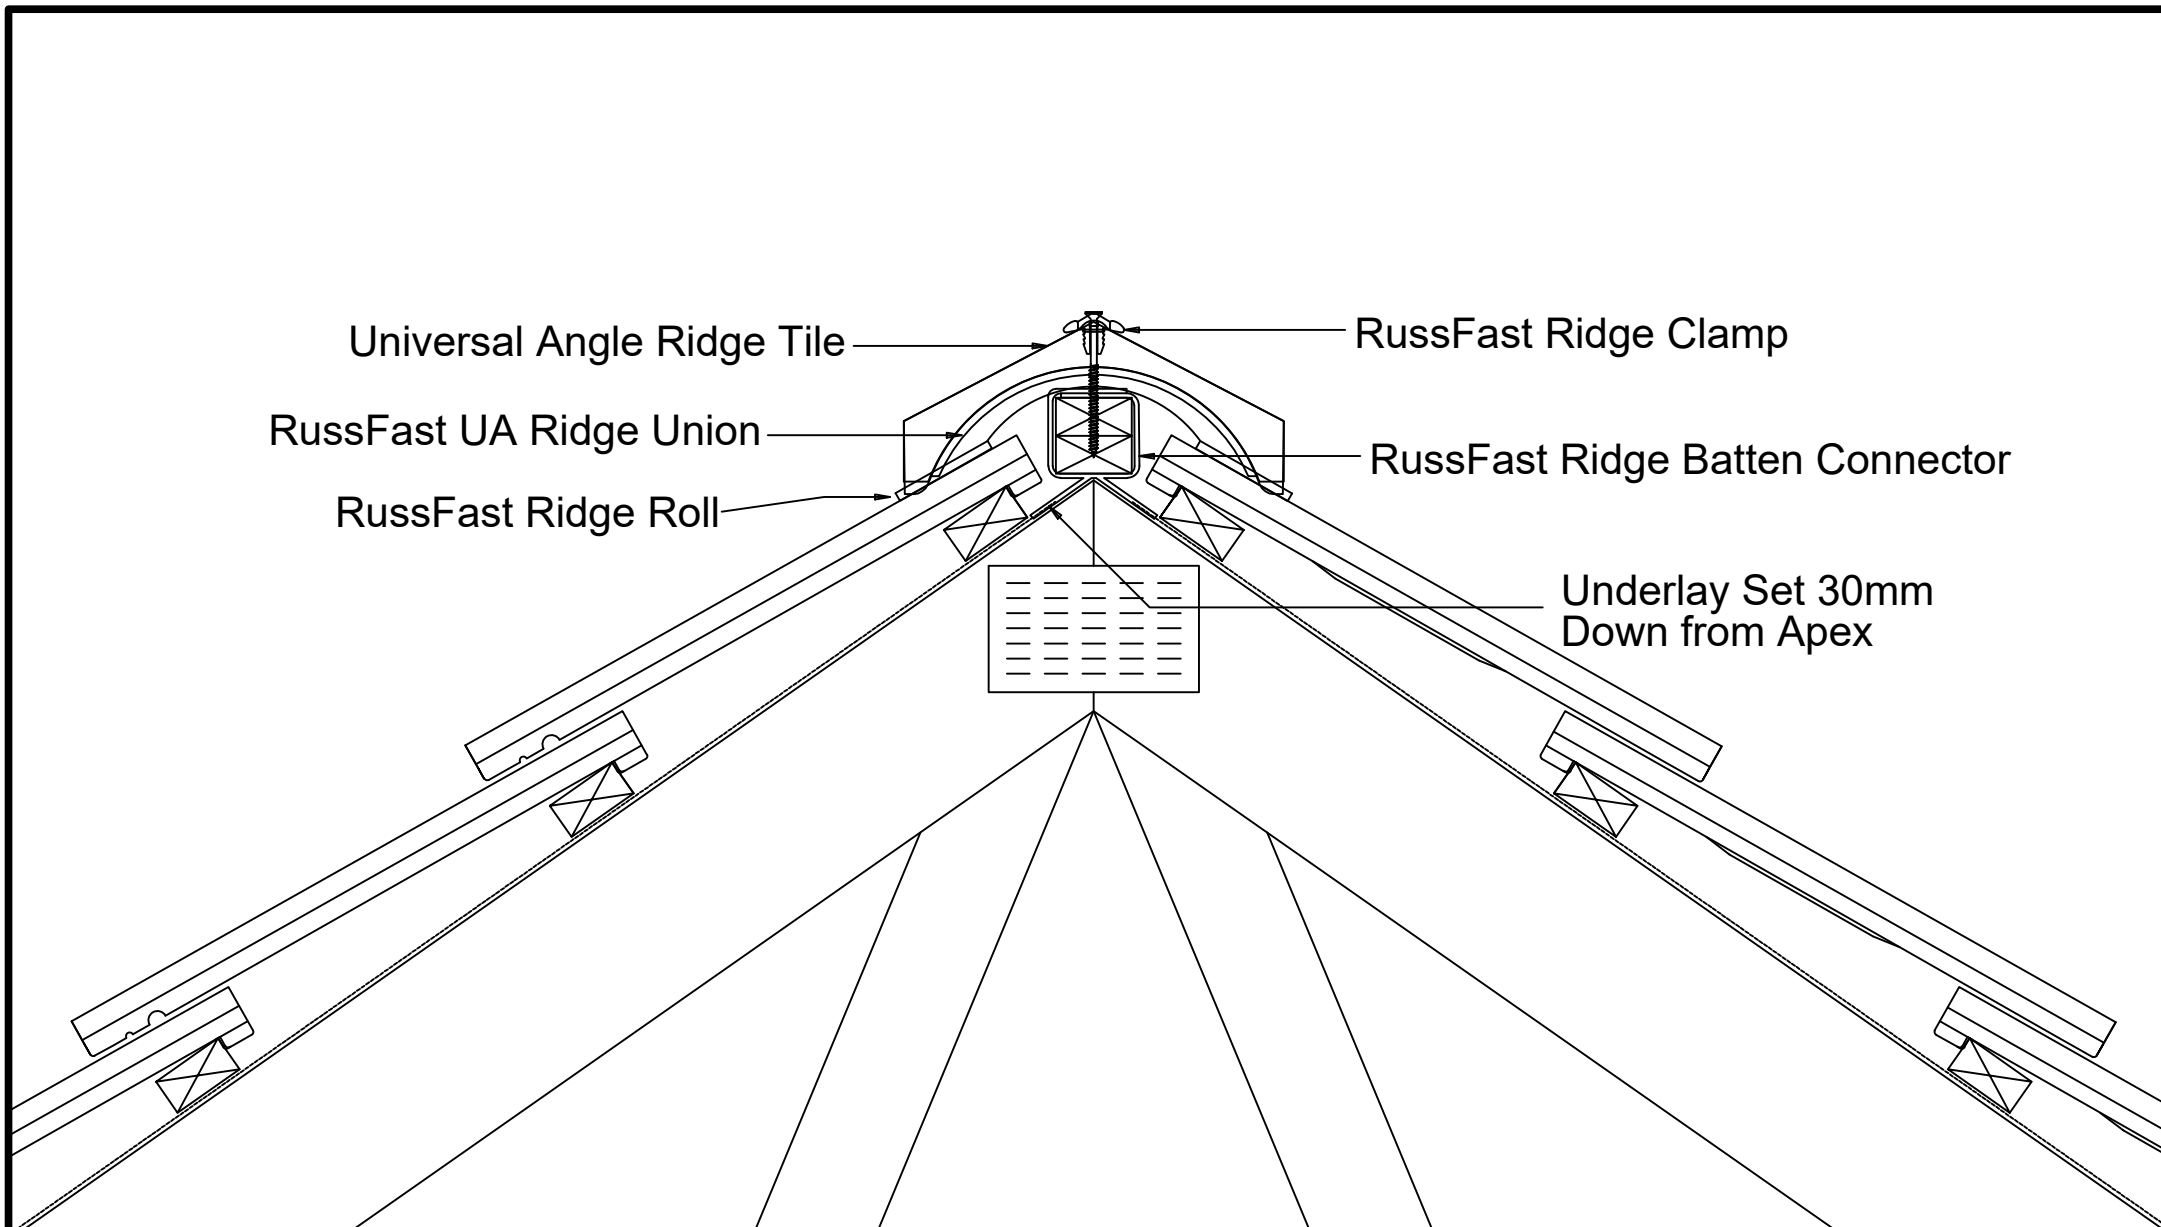 Universal Angle Ridge Tile
RussFast UA Ridge Union
RussFast Ridge Roll
RussFast Ridge Clamp
RussFast Ridge Batten Connector
Underlay Set 30mm
Down from Apex